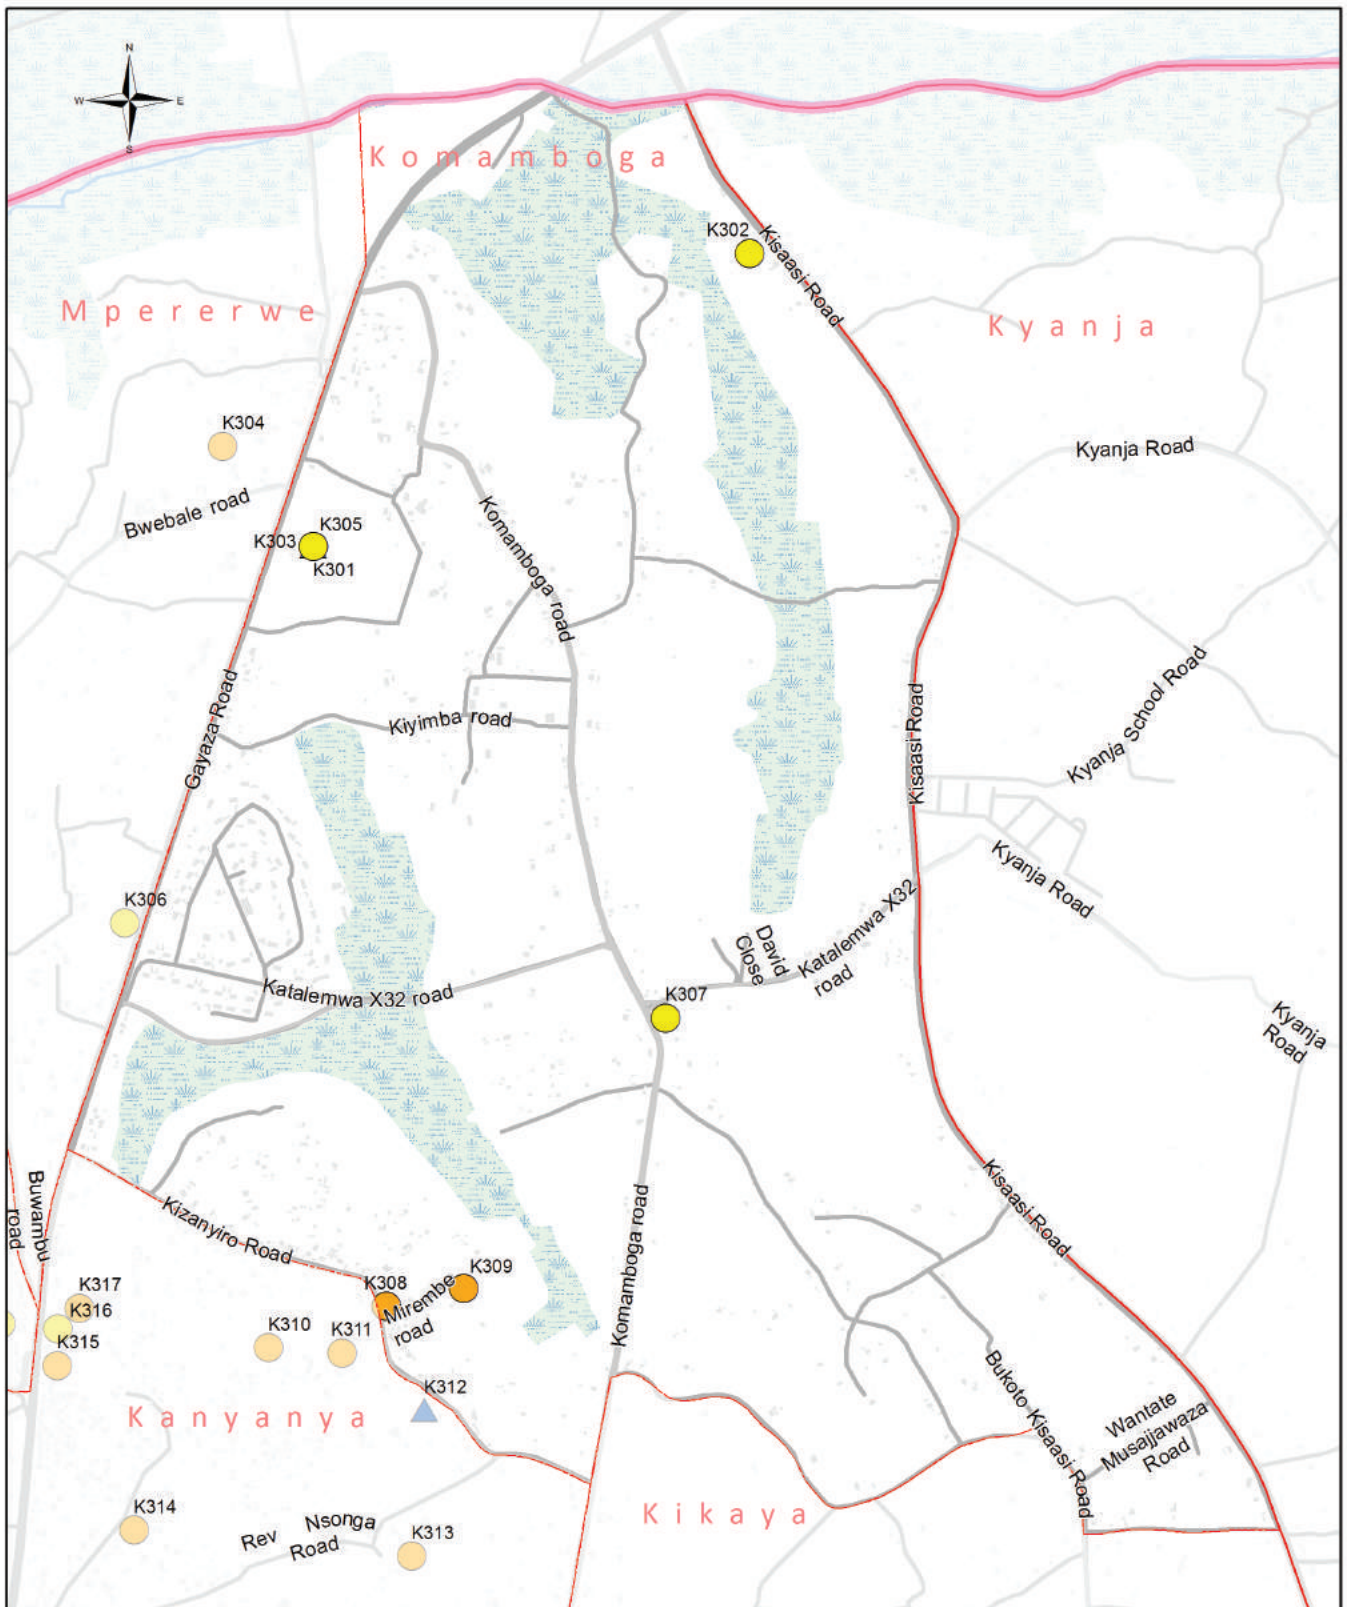 N
W
E
S
Komamboga
K302
Kisaasi Road
Mpererwe
Kyanja
K304
Kyanja Road
Bwebale road
K305
K303
K301
Komamboga road
Kyanja School Road
Gayaza Road
Kiyimba road
Kisaasi Road
Kyanja Road
K306
David
Close
Katalemwa X32
road
Katalemwa X32 road
K307
Kyanja
Road
Buwambu
road
Kizanyiro Road
Komamboga road
Kisaasi Road
K308
K309
Mirembe
road
K317
K316
K315
K310
K311
K312
Kanyanya
Bukoto Kisaasi Road
Wantate
Musajjawaza
Road
K314
Rev Nsonga
Road
K313
Kikaya